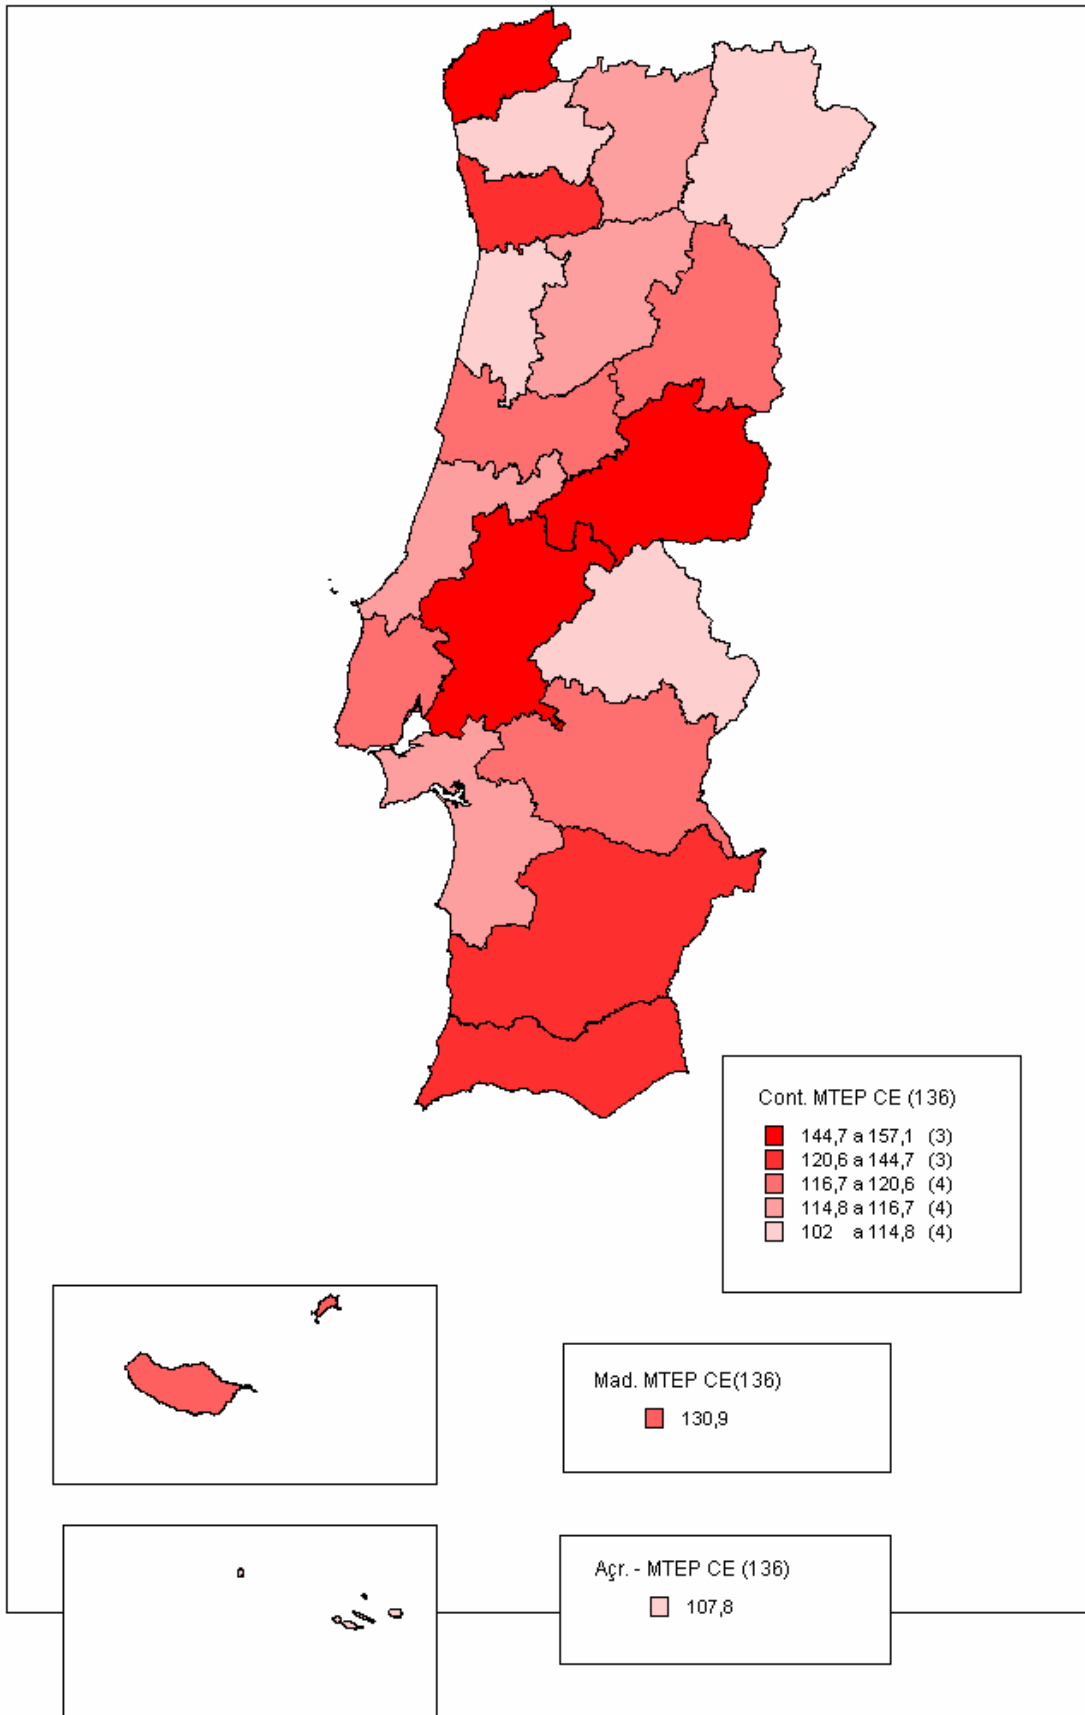 Cont. MTEP CE (136)
144,7 a 157,1 (3)
120,6 a 144,7 (3)
116,7 a 120,6 (4)
114,8 a 116,7 (4)
102 a 114,8 (4)
Mad. MTEP CE(136)
130,9
Açr. - MTEP CE (136)
107,8